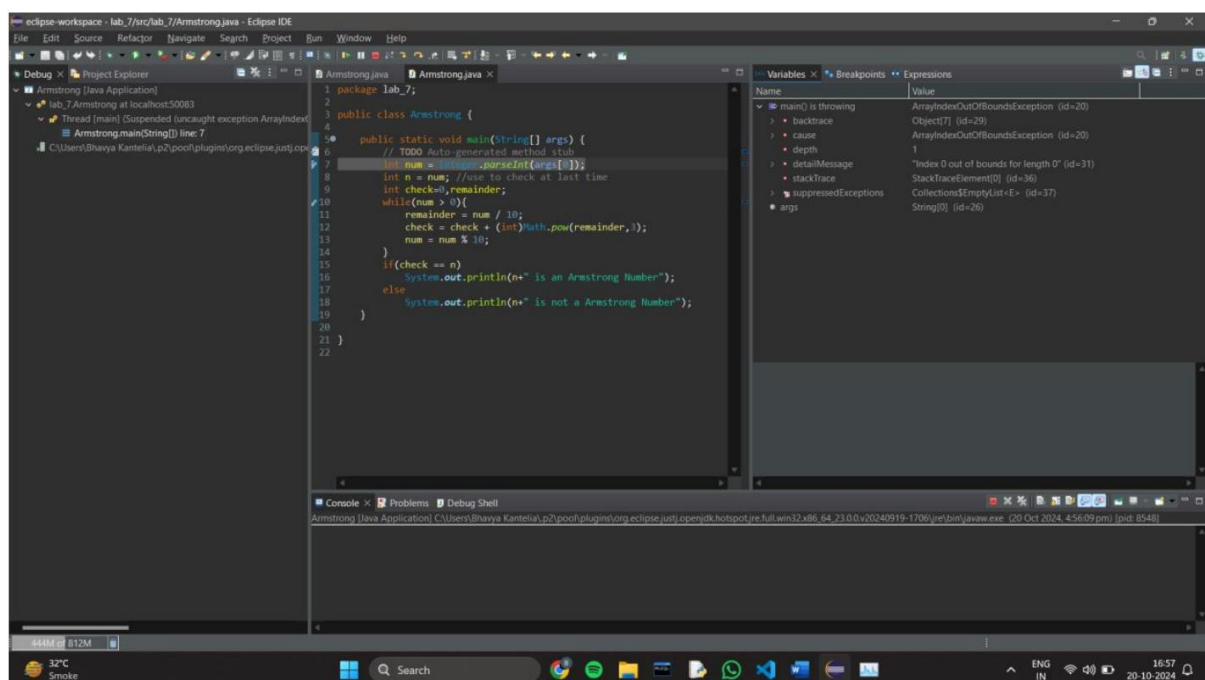 eclipse-workspace - lab_7/src/lab_7/Armstrong.java - Eclipse IDE
File Edit Source Refactor Navigate Search Project Run Window Help
Debug Project Explorer
Armstrong [Java Application]
lab_7.Armstrong at localhost:50083
Thread [main] (Suspended (uncaught exception ArrayIndex
Armstrong.main(String[]) line: 7
C:\Users\Bhavya Kantelia\.p2\pool\plugins\org.eclipse.justj.op
Armstrong.java Armstrong.java
1 package lab_7;
2
3 public class Armstrong {
4
5 public static void main(String[] args) {
6 // TODO Auto-generated method stub
7 int num = Integer.parseInt(args[0]);
8 int n = num; //use to check at last time
9 int check=0,remainder;
10 while(num > 0){
11 remainder = num / 10;
12 check = check + (int)Math.pow(remainder,3);
13 num = num % 10;
14 }
15 if(check == n)
16 System.out.println(n+" is an Armstrong Number");
17 else
18 System.out.println(n+" is not a Armstrong Number");
19 }
20
21 }
22
Variables Breakpoints Expressions
Name Value
main() is throwing ArrayIndexOutOfBoundsException (id=20)
backtrace Object[7] (id=29)
cause ArrayIndexOutOfBoundsException (id=20)
depth 1
detailMessage "Index 0 out of bounds for length 0" (id=31)
stackTrace StackTraceElement[0] (id=36)
suppressedExceptions Collections$EmptyList<E> (id=37)
args String[0] (id=26)
Console Problems Debug Shell
Armstrong [Java Application] C:\Users\Bhavya Kantelia\.p2\pool\plugins\org.eclipse.justj.openjdk.hotspot.jre.full.win32.x86_64_23.0.0.v20240919-1706\jre\bin\javaw.exe (20 Oct 2024, 4:56:09 pm) [pid: 8548]
444M of 812M
32°C
Smoke
Search
ENG
IN
16:57
20-10-2024